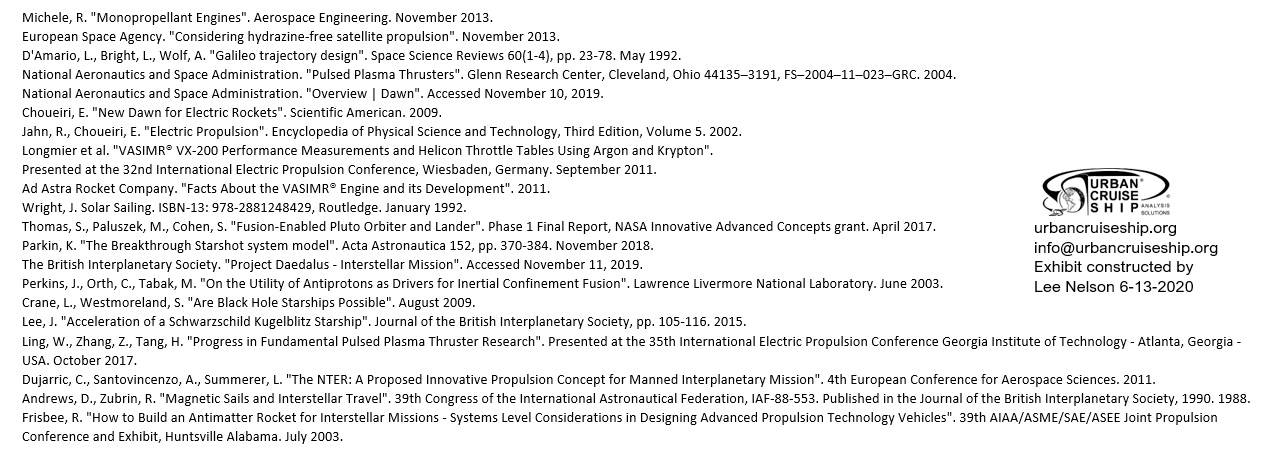 Michele, R. "Monopropellant Engines". Aerospace Engineering. November 2013.
European Space Agency. "Considering hydrazine-free satellite propulsion". November 2013.
D'Amario, L., Bright, L., Wolf, A. "Galileo trajectory design". Space Science Reviews 60(1-4), pp. 23-78. May 1992.
National Aeronautics and Space Administration. "Pulsed Plasma Thrusters". Glenn Research Center, Cleveland, Ohio 44135–3191, FS–2004–11–023–GRC. 2004.
National Aeronautics and Space Administration. "Overview | Dawn". Accessed November 10, 2019.
Choueiri, E. "New Dawn for Electric Rockets". Scientific American. 2009.
Jahn, R., Choueiri, E. "Electric Propulsion". Encyclopedia of Physical Science and Technology, Third Edition, Volume 5. 2002.
Longmier et al. "VASIMR® VX-200 Performance Measurements and Helicon Throttle Tables Using Argon and Krypton".
Presented at the 32nd International Electric Propulsion Conference, Wiesbaden, Germany. September 2011.
Ad Astra Rocket Company. "Facts About the VASIMR® Engine and its Development". 2011.
Wright, J. Solar Sailing. ISBN-13: 978-2881248429, Routledge. January 1992.
Thomas, S., Paluszek, M., Cohen, S. "Fusion-Enabled Pluto Orbiter and Lander". Phase 1 Final Report, NASA Innovative Advanced Concepts grant. April 2017.
Parkin, K. "The Breakthrough Starshot system model". Acta Astronautica 152, pp. 370-384. November 2018.
The British Interplanetary Society. "Project Daedalus - Interstellar Mission". Accessed November 11, 2019.
Perkins, J., Orth, C., Tabak, M. "On the Utility of Antiprotons as Drivers for Inertial Confinement Fusion". Lawrence Livermore National Laboratory. June 2003.
Crane, L., Westmoreland, S. "Are Black Hole Starships Possible". August 2009.
Lee, J. "Acceleration of a Schwarzschild Kugelblitz Starship". Journal of the British Interplanetary Society, pp. 105-116. 2015.
Ling, W., Zhang, Z., Tang, H. "Progress in Fundamental Pulsed Plasma Thruster Research". Presented at the 35th International Electric Propulsion Conference Georgia Institute of Technology - Atlanta, Georgia -
USA. October 2017.
Dujarric, C., Santovincenzo, A., Summerer, L. "The NTER: A Proposed Innovative Propulsion Concept for Manned Interplanetary Mission". 4th European Conference for Aerospace Sciences. 2011.
Andrews, D., Zubrin, R. "Magnetic Sails and Interstellar Travel". 39th Congress of the International Astronautical Federation, IAF-88-553. Published in the Journal of the British Interplanetary Society, 1990. 1988.
Frisbee, R. "How to Build an Antimatter Rocket for Interstellar Missions - Systems Level Considerations in Designing Advanced Propulsion Technology Vehicles". 39th AIAA/ASME/SAE/ASEE Joint Propulsion
Conference and Exhibit, Huntsville Alabama. July 2003.
URBAN
CRUISE
SHIP
ANALYSIS
SOLUTIONS
urbancruiseship.org
info@urbancruiseship.org
Exhibit constructed by
Lee Nelson 6-13-2020